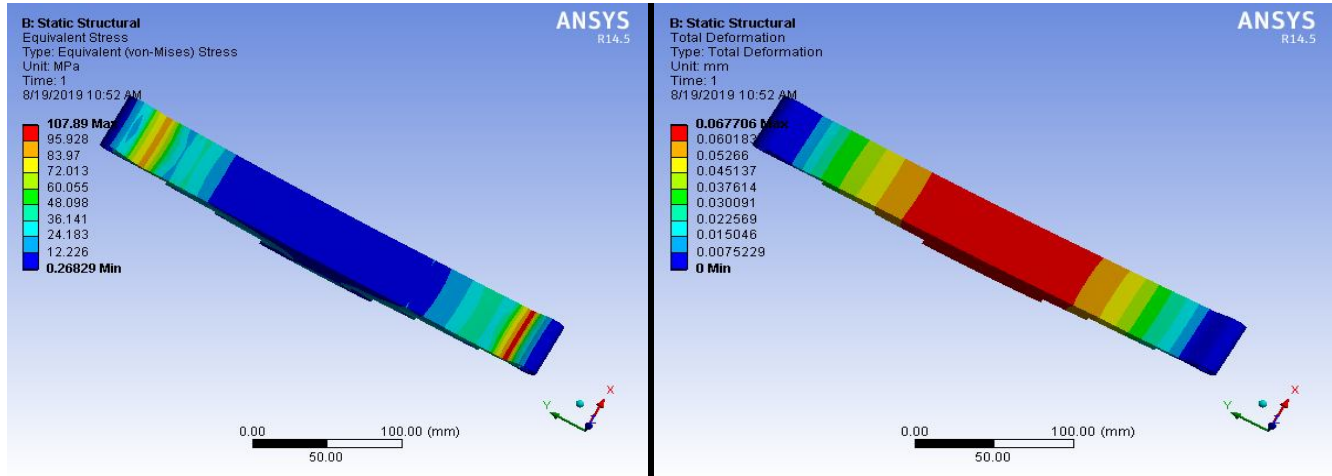 B: Static Structural
Equivalent Stress
Type: Equivalent (von-Mises) Stress
Unit: MPa
Time: 1
8/19/2019 10:52 AM
ANSYS
R14.5
107.89 Max
95.928
83.97
72.013
60.055
48.098
36.141
24.183
12.226
0.26829 Min
0.00
100.00 (mm)
50.00
Y
X
B: Static Structural
Total Deformation
Type: Total Deformation
Unit: mm
Time: 1
8/19/2019 10:52 AM
ANSYS
R14.5
0.067706 Max
0.060183
0.05266
0.045137
0.037614
0.030091
0.022569
0.015046
0.0075229
0 Min
0.00
100.00 (mm)
50.00
Y
X